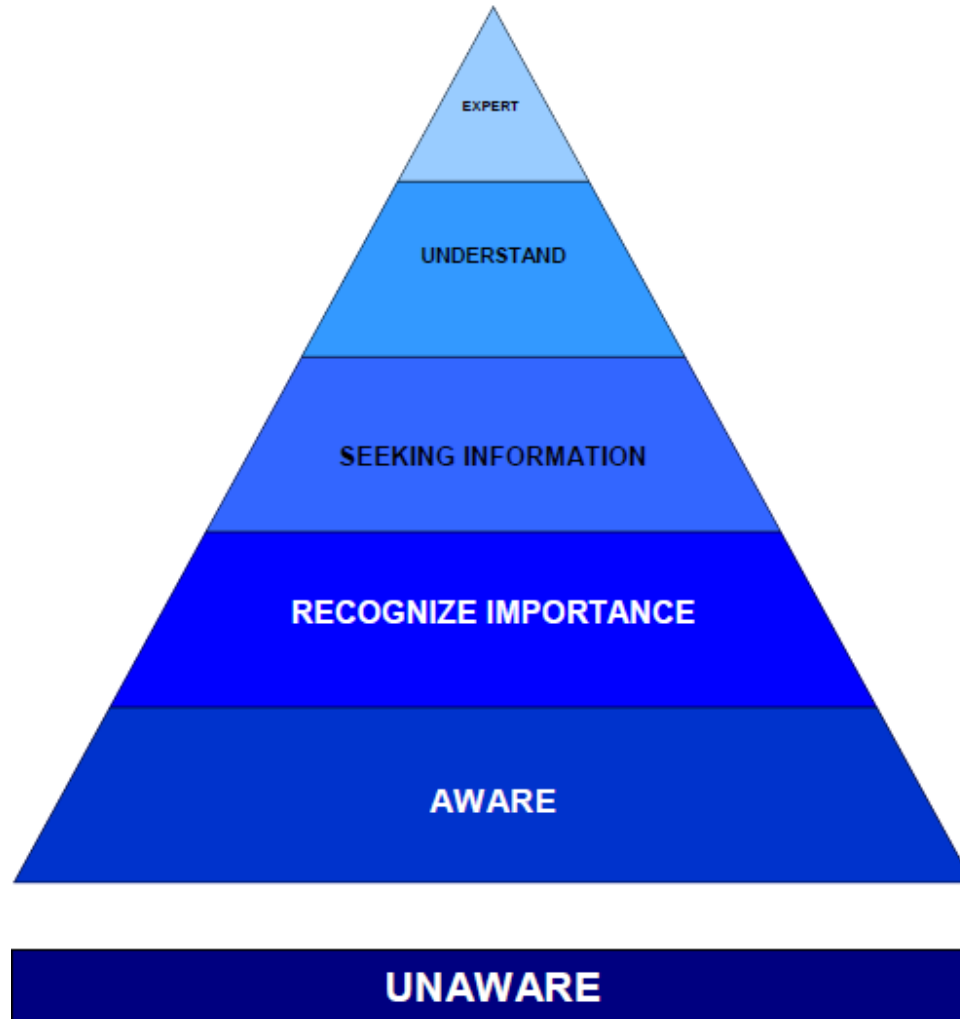 EXPERT
UNDERSTAND
SEEKING INFORMATION
RECOGNIZE IMPORTANCE
AWARE
UNAWARE